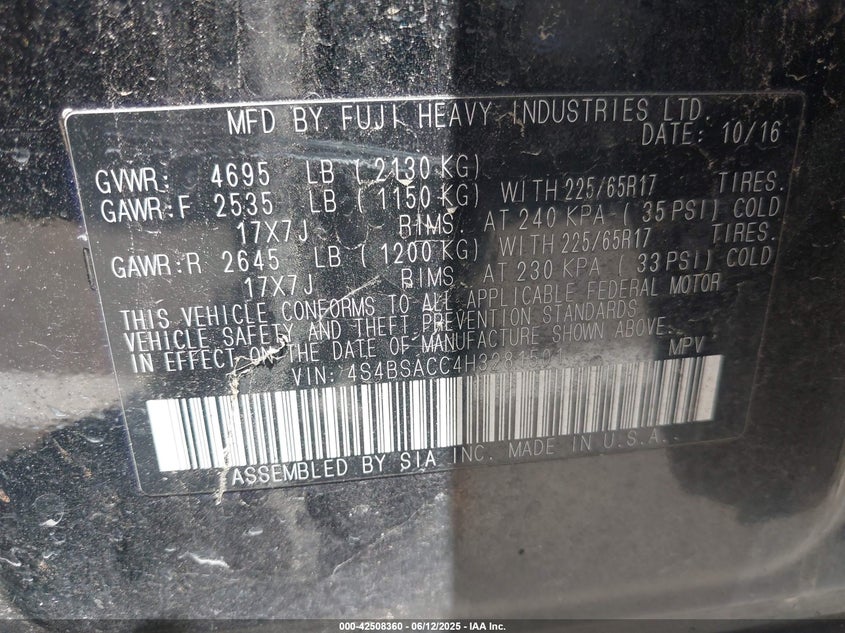 MFD BY FUJI HEAVY INDUSTRIES LTD.
DATE: 10/16
GVWR: 4695 LB (2130 KG)
GAWR:F 2535 LB (1150 KG) WITH 225/65R17 TIRES.
17X7J RIMS. AT 240 KPA (35 PSI) COLD
GAWR:R 2645 LB (1200 KG) WITH 225/65R17 TIRES.
17X7J RIMS AT 230 KPA (33 PSI) COLD
THIS VEHICLE CONFORMS TO ALL APPLICABLE FEDERAL MOTOR
VEHICLE SAFETY AND THEFT PREVENTION STANDARDS
IN EFFECT ON THE DATE OF MANUFACTURE SHOWN ABOVE.
VIN: MPV
ASSEMBLED BY SIA INC. MADE IN U.S.A.
000-42508360 - 06/12/2025 - IAA Inc.